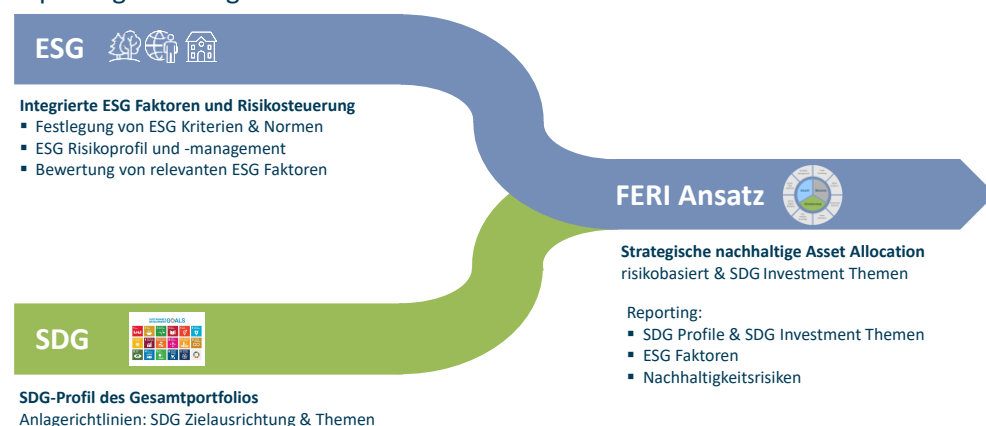 ESG
Integrierte ESG Faktoren und Risikosteuerung
▪ Festlegung von ESG Kriterien & Normen
▪ ESG Risikoprofil und -management
▪ Bewertung von relevanten ESG Faktoren
FERI Ansatz
Strategische nachhaltige Asset Allocation
risikobasiert & SDG Investment Themen
Reporting:
▪ SDG Profile & SDG Investment Themen
▪ ESG Faktoren
▪ Nachhaltigkeitsrisiken
SDG
GOALS
SDG-Profil des Gesamtportfolios
Anlagerichtlinien: SDG Zielausrichtung & Themen